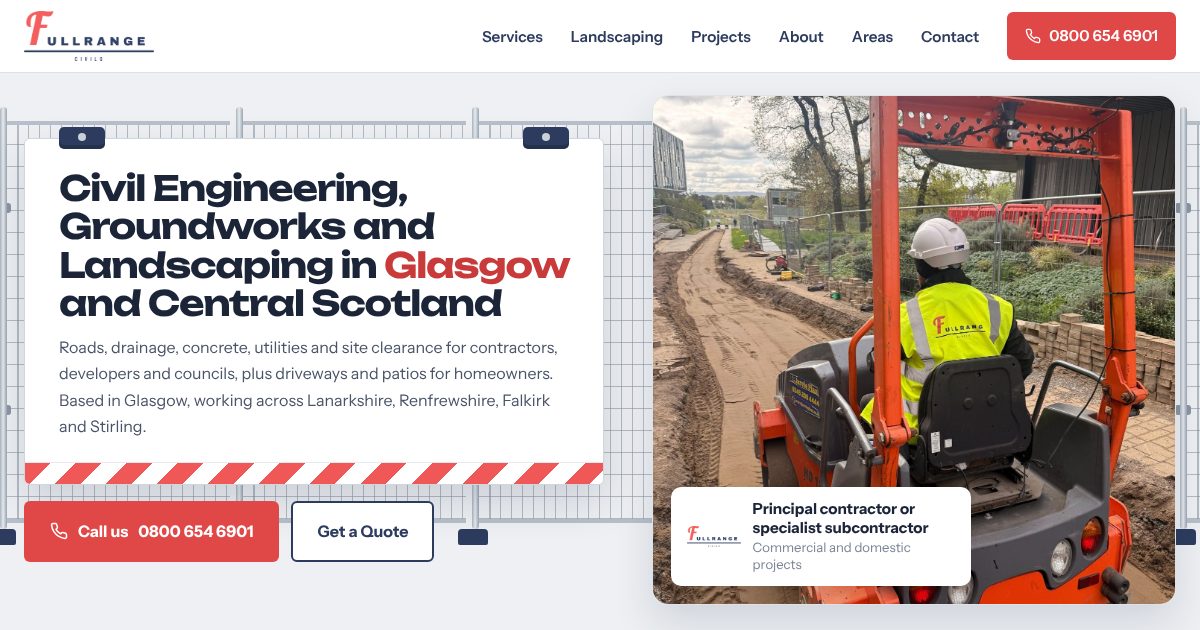 FULLRANGE
CIVILS
Services
Landscaping
Projects
About
Areas
Contact
0800 654 6901
Civil Engineering,
Groundworks and
Landscaping in Glasgow
and Central Scotland
Roads, drainage, concrete, utilities and site clearance for contractors,
developers and councils, plus driveways and patios for homeowners.
Based in Glasgow, working across Lanarkshire, Renfrewshire, Falkirk
and Stirling.
Call us 0800 654 6901
Get a Quote
FULLRANGE
FULLRANGE
Principal contractor or
specialist subcontractor
Commercial and domestic
projects